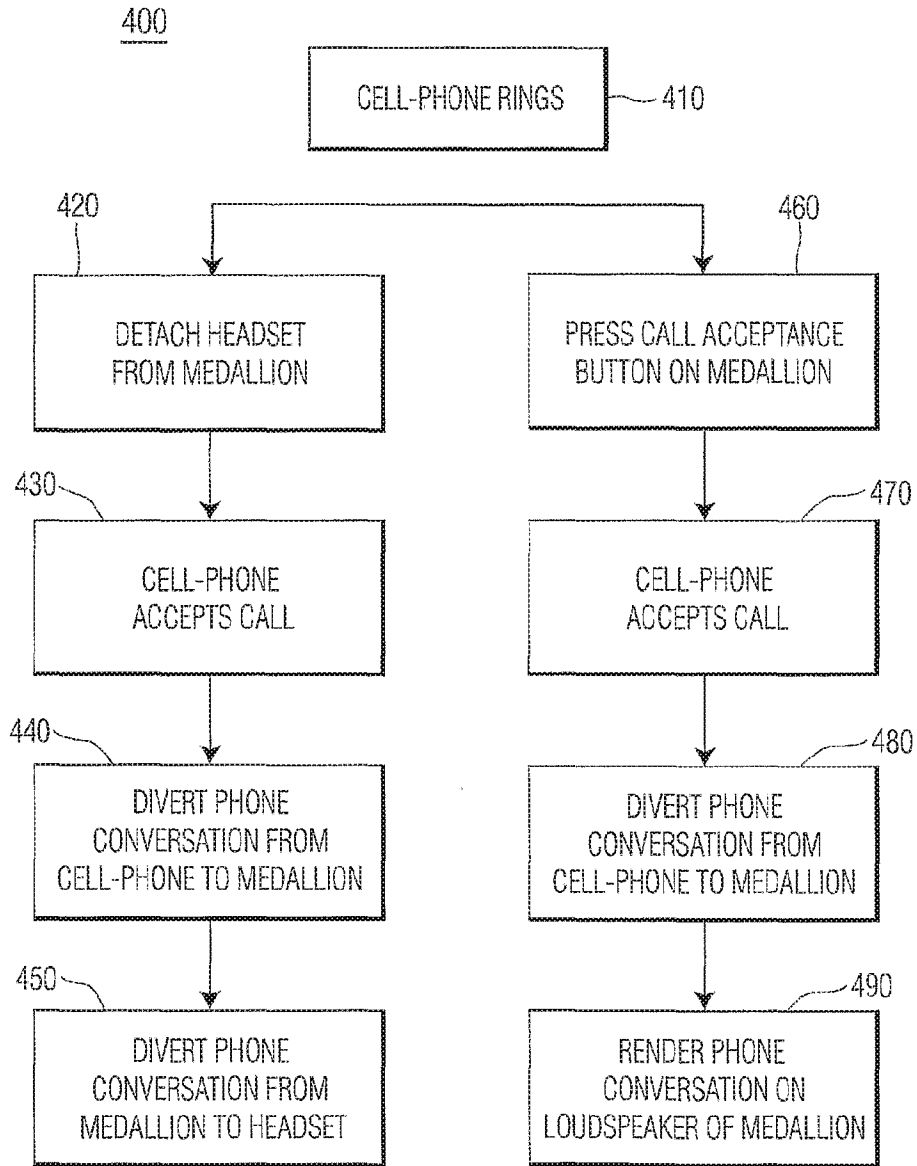 400
CELL-PHONE RINGS
410
420
460
DETACH HEADSET
FROM MEDALLION
PRESS CALL ACCEPTANCE
BUTTON ON MEDALLION
430
470
CELL-PHONE
ACCEPTS CALL
CELL-PHONE
ACCEPTS CALL
440
480
DIVERT PHONE
CONVERSATION FROM
CELL-PHONE TO MEDALLION
DIVERT PHONE
CONVERSATION FROM
CELL-PHONE TO MEDALLION
450
490
DIVERT PHONE
CONVERSATION FROM
MEDALLION TO HEADSET
RENDER PHONE
CONVERSATION ON
LOUDSPEAKER OF MEDALLION